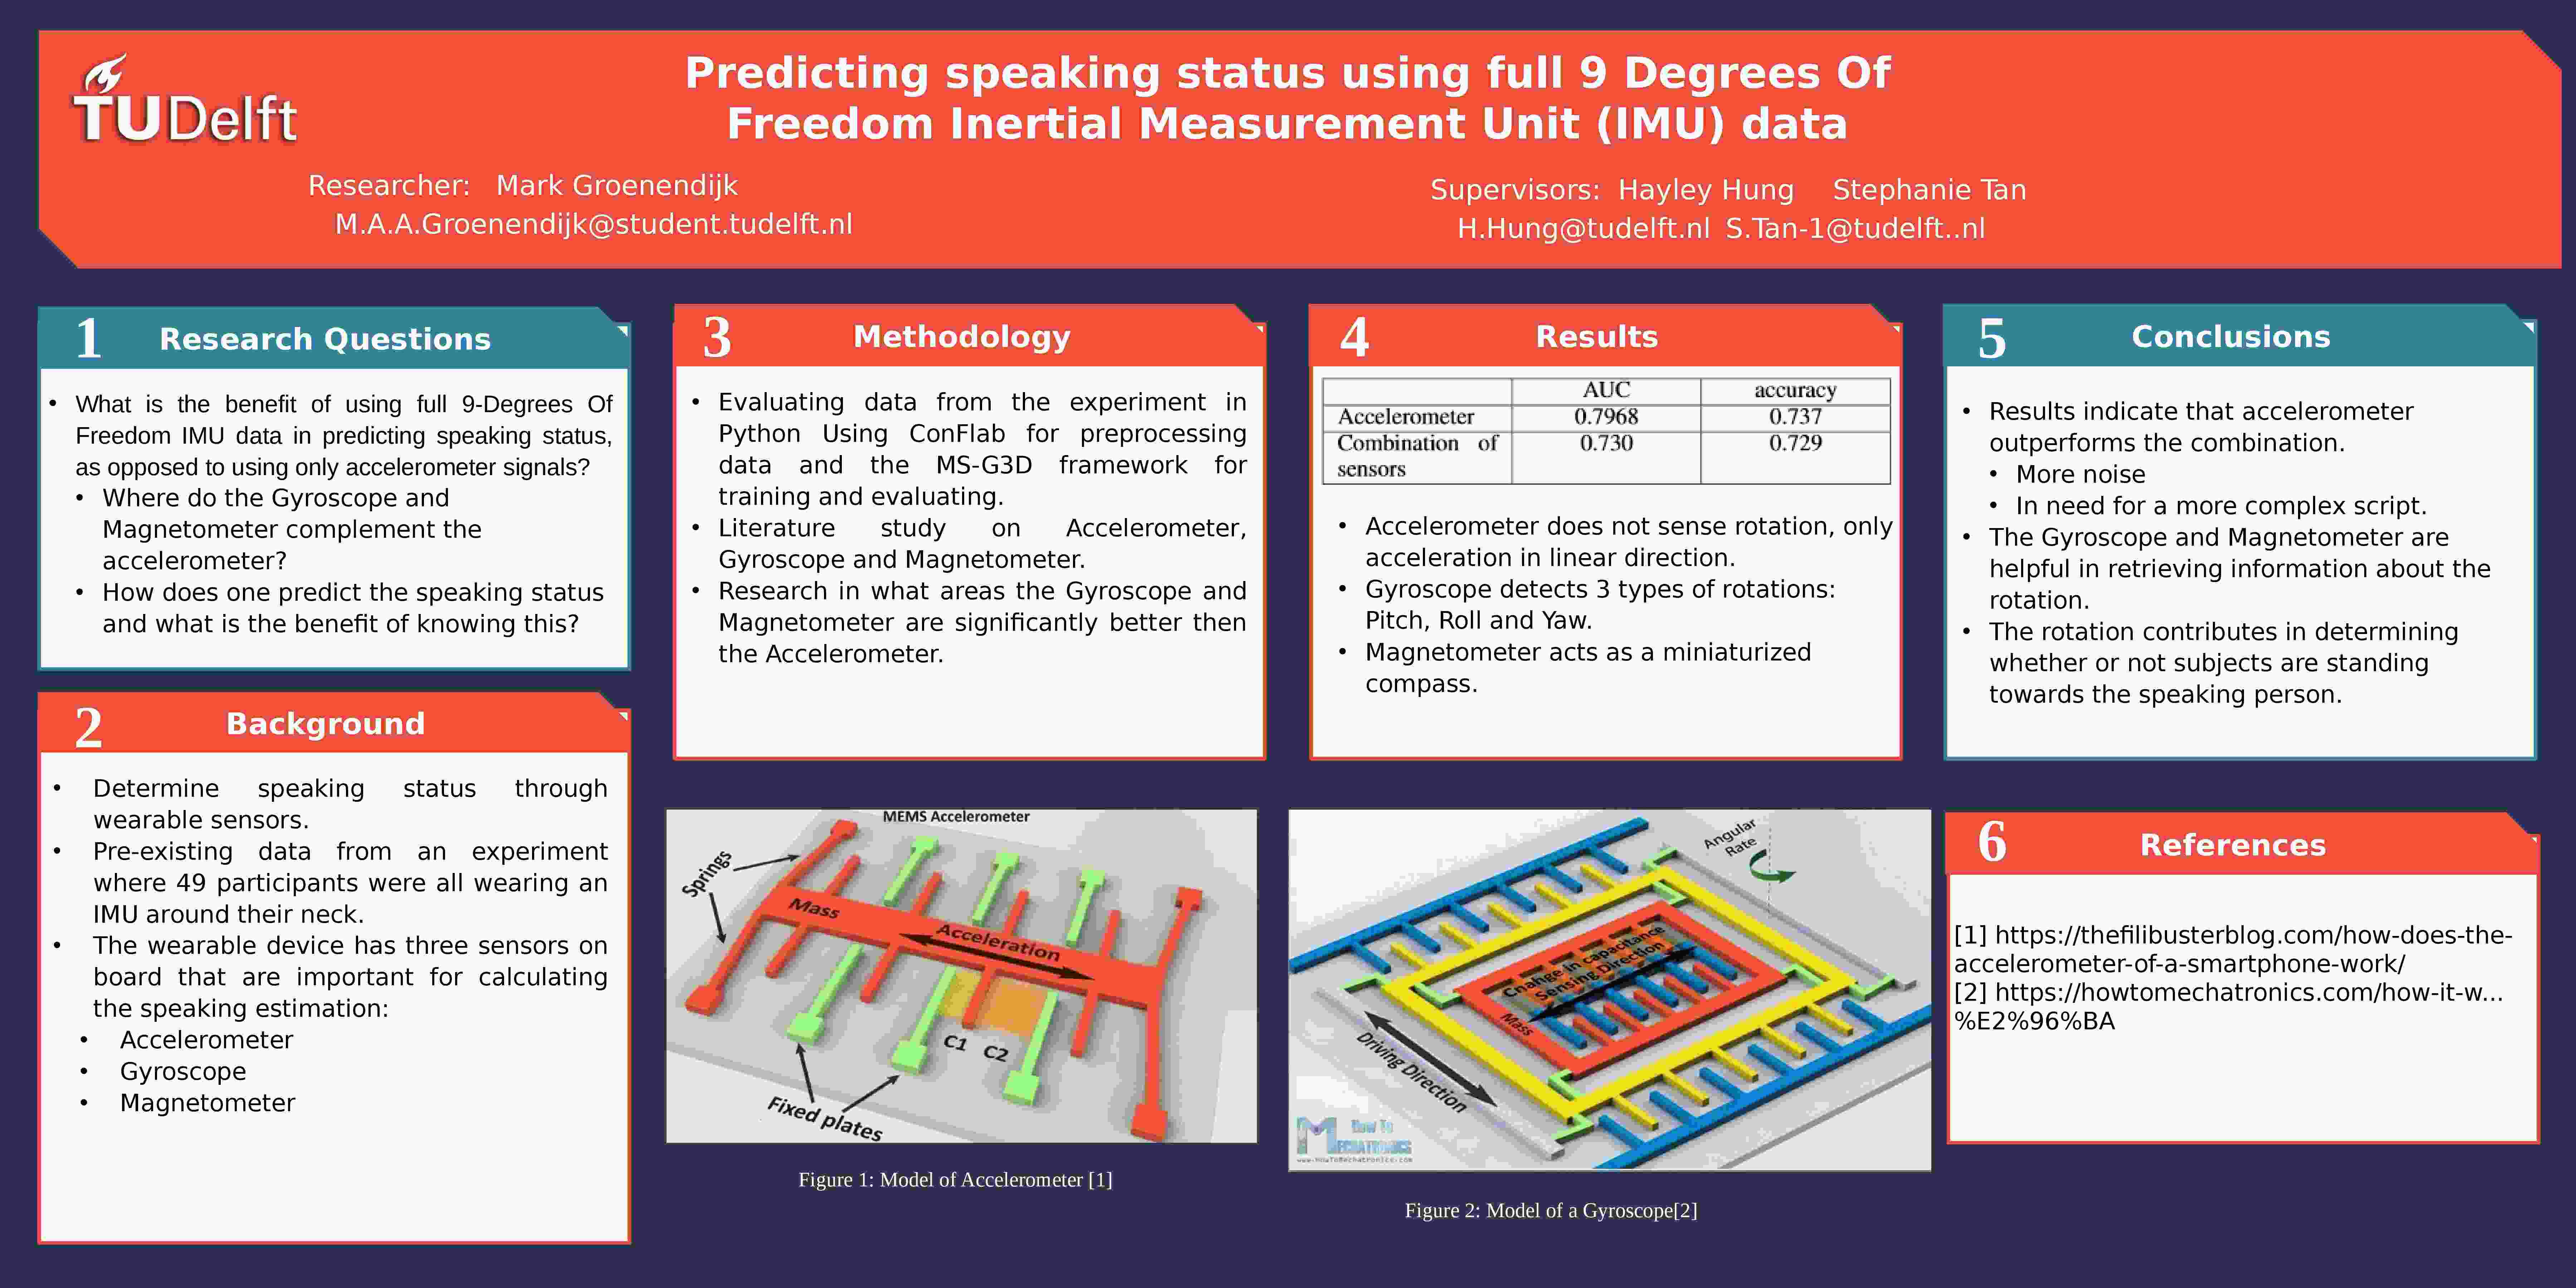 TUDelft
Predicting speaking status using full 9 Degrees Of
Freedom Inertial Measurement Unit (IMU) data
Researcher: Mark Groenendijk
M.A.A.Groenendijk@student.tudelft.nl
Supervisors: Hayley Hung Stephanie Tan
H.Hung@tudelft.nl S.Tan-1@tudelft..nl
1 Research Questions
• What is the benefit of using full 9-Degrees Of
Freedom IMU data in predicting speaking status,
as opposed to using only accelerometer signals?
• Where do the Gyroscope and
Magnetometer complement the
accelerometer?
• How does one predict the speaking status
and what is the benefit of knowing this?
2 Background
• Determine speaking status through
wearable sensors.
• Pre-existing data from an experiment
where 49 participants were all wearing an
IMU around their neck.
• The wearable device has three sensors on
board that are important for calculating
the speaking estimation:
• Accelerometer
• Gyroscope
• Magnetometer
3 Methodology
• Evaluating data from the experiment in
Python Using ConFlab for preprocessing
data and the MS-G3D framework for
training and evaluating.
• Literature study on Accelerometer,
Gyroscope and Magnetometer.
• Research in what areas the Gyroscope and
Magnetometer are significantly better then
the Accelerometer.
4 Results
AUC accuracy
Accelerometer 0.7968 0.737
Combination of 0.730 0.729
sensors
• Accelerometer does not sense rotation, only
acceleration in linear direction.
• Gyroscope detects 3 types of rotations:
Pitch, Roll and Yaw.
• Magnetometer acts as a miniaturized
compass.
5 Conclusions
• Results indicate that accelerometer
outperforms the combination.
• More noise
• In need for a more complex script.
• The Gyroscope and Magnetometer are
helpful in retrieving information about the
rotation.
• The rotation contributes in determining
whether or not subjects are standing
towards the speaking person.
MEMS Accelerometer
Springs
Mass
Acceleration
C1 C2
Fixed plates
Figure 1: Model of Accelerometer [1]
Angular
Rate
Change in capacitance
Sensing Direction
Mass
Driving Direction
How To
MECHATRONICS
www.HowToMechatronics.com
Figure 2: Model of a Gyroscope[2]
6 References
[1] https://thefilibusterblog.com/how-does-the-
accelerometer-of-a-smartphone-work/
[2] https://howtomechatronics.com/how-it-w...
%E2%96%BA